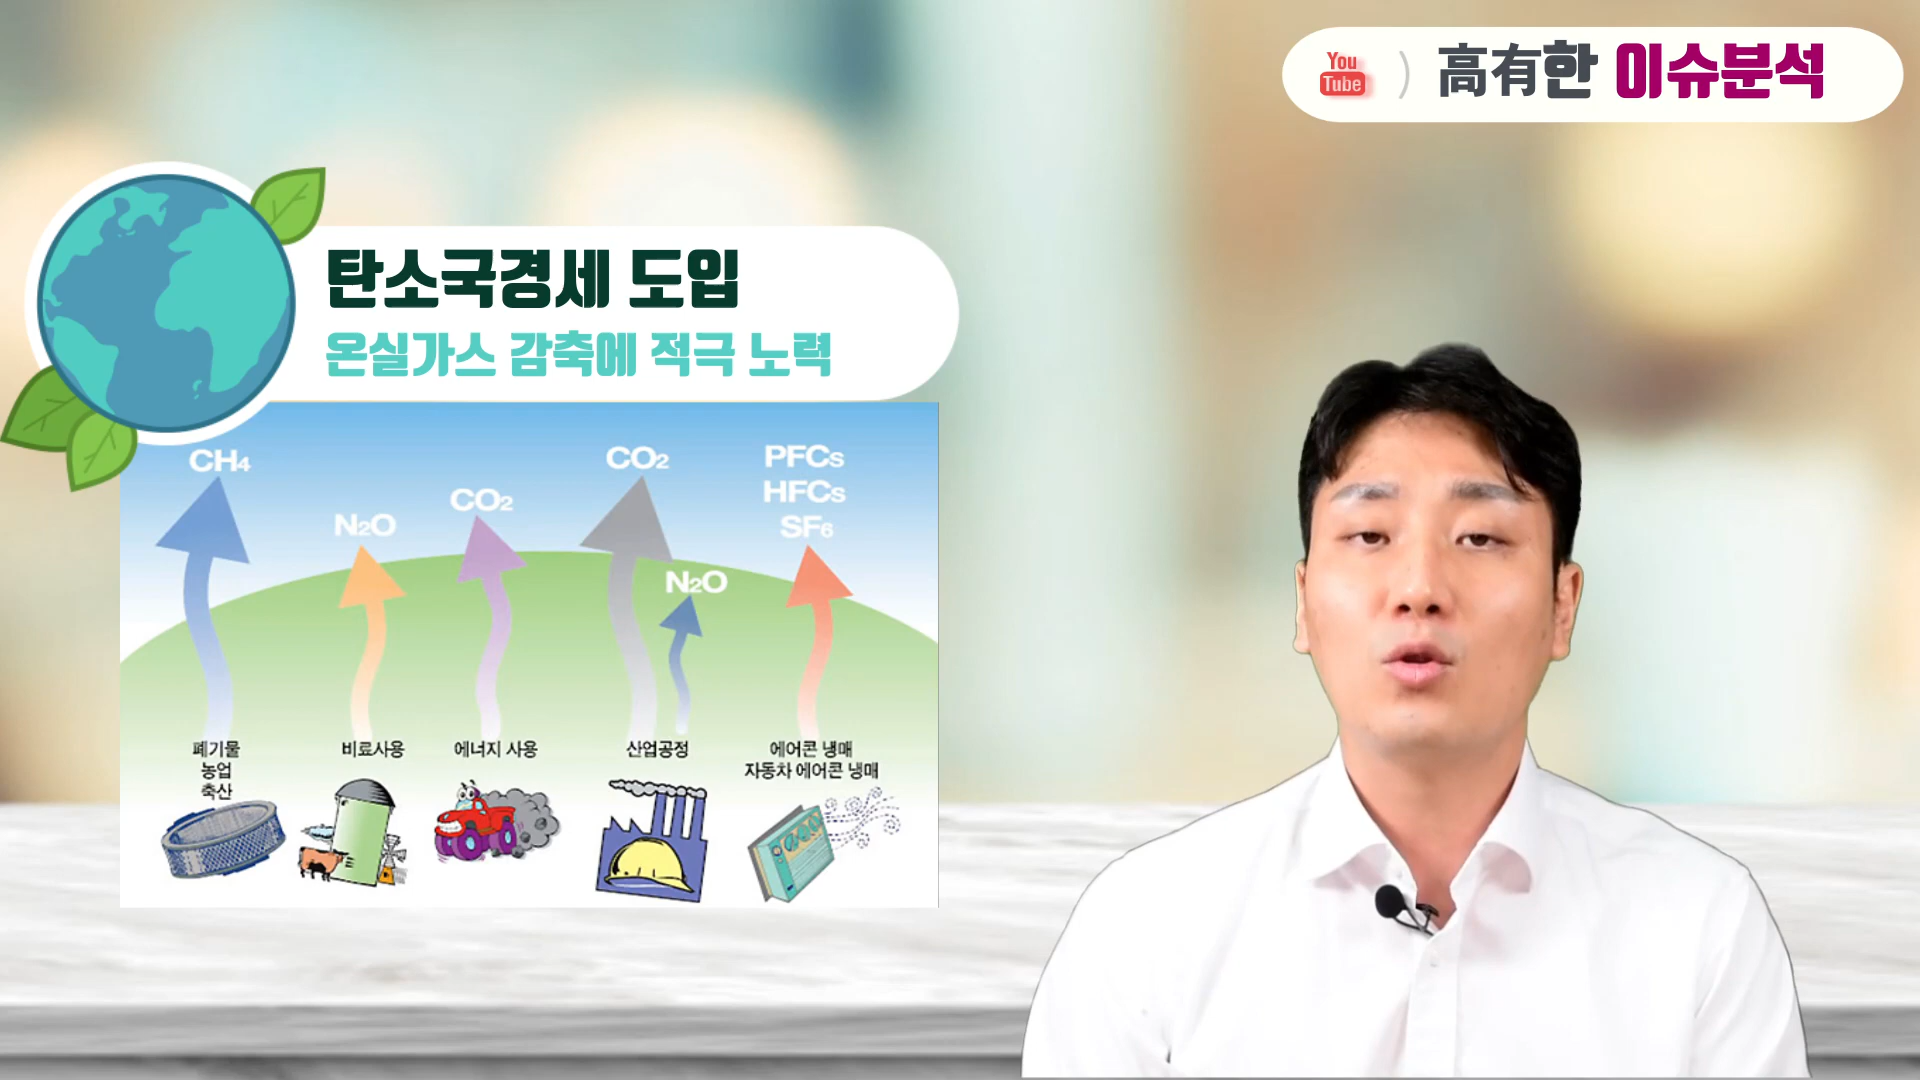 You
Tube
高有한 이슈분석
탄소국경세 도입
온실가스 감축에 적극 노력
CH4
N2O
CO2
CO2
N2O
PFCs
HFCs
SF6
폐기물
농업
축산
비료사용
에너지 사용
산업공정
에어콘 냉매
자동차 에어콘 냉매